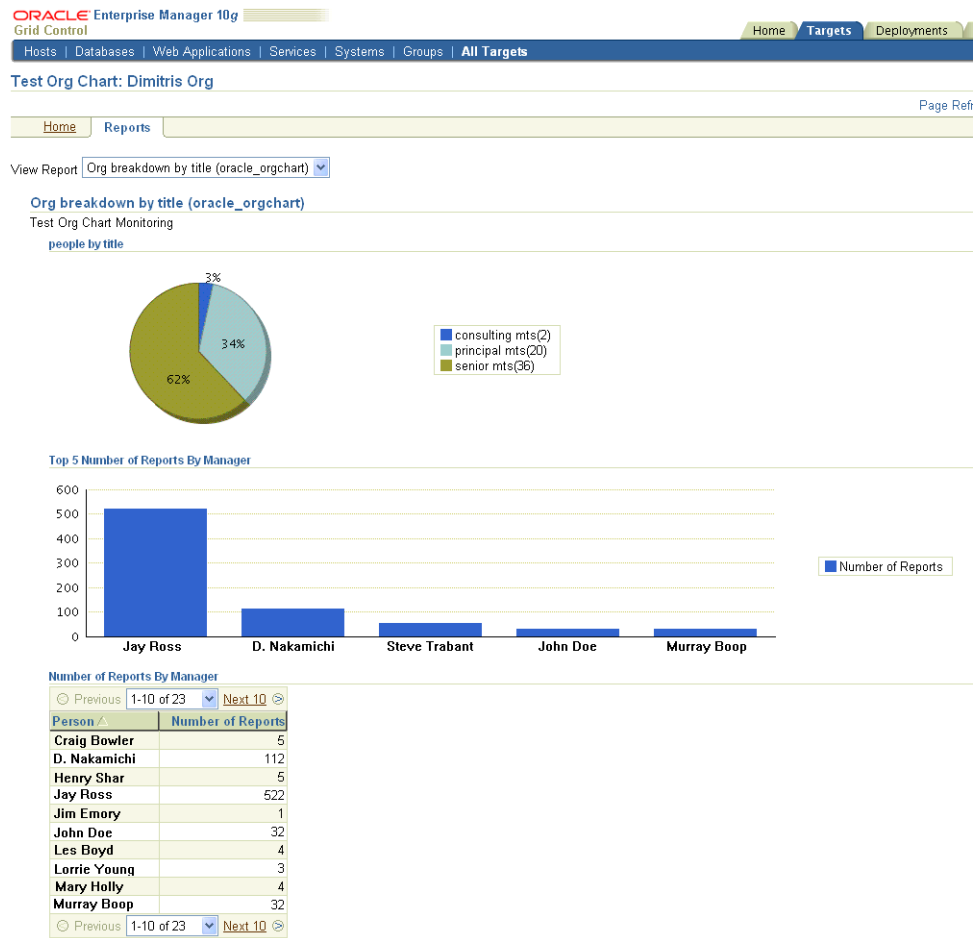 ORACLE Enterprise Manager 10g
Grid Control
Home Targets Deployments
Hosts | Databases | Web Applications | Services | Systems | Groups | All Targets
Test Org Chart: Dimitris Org
Page Refr
Home Reports
View Report Org breakdown by title (oracle_orgchart)
Org breakdown by title (oracle_orgchart)
Test Org Chart Monitoring
people by title
3%
34%
62%
consulting mts(2)
principal mts(20)
senior mts(36)
Top 5 Number of Reports By Manager
600
500
400
300
200
100
0
Jay Ross D. Nakamichi Steve Trabant John Doe Murray Boop
Number of Reports
Number of Reports By Manager
Previous 1-10 of 23 Next 10
Person Number of Reports
Craig Bowler 5
D. Nakamichi 112
Henry Shar 5
Jay Ross 522
Jim Emory 1
John Doe 32
Les Boyd 4
Lorrie Young 3
Mary Holly 4
Murray Boop 32
Previous 1-10 of 23 Next 10